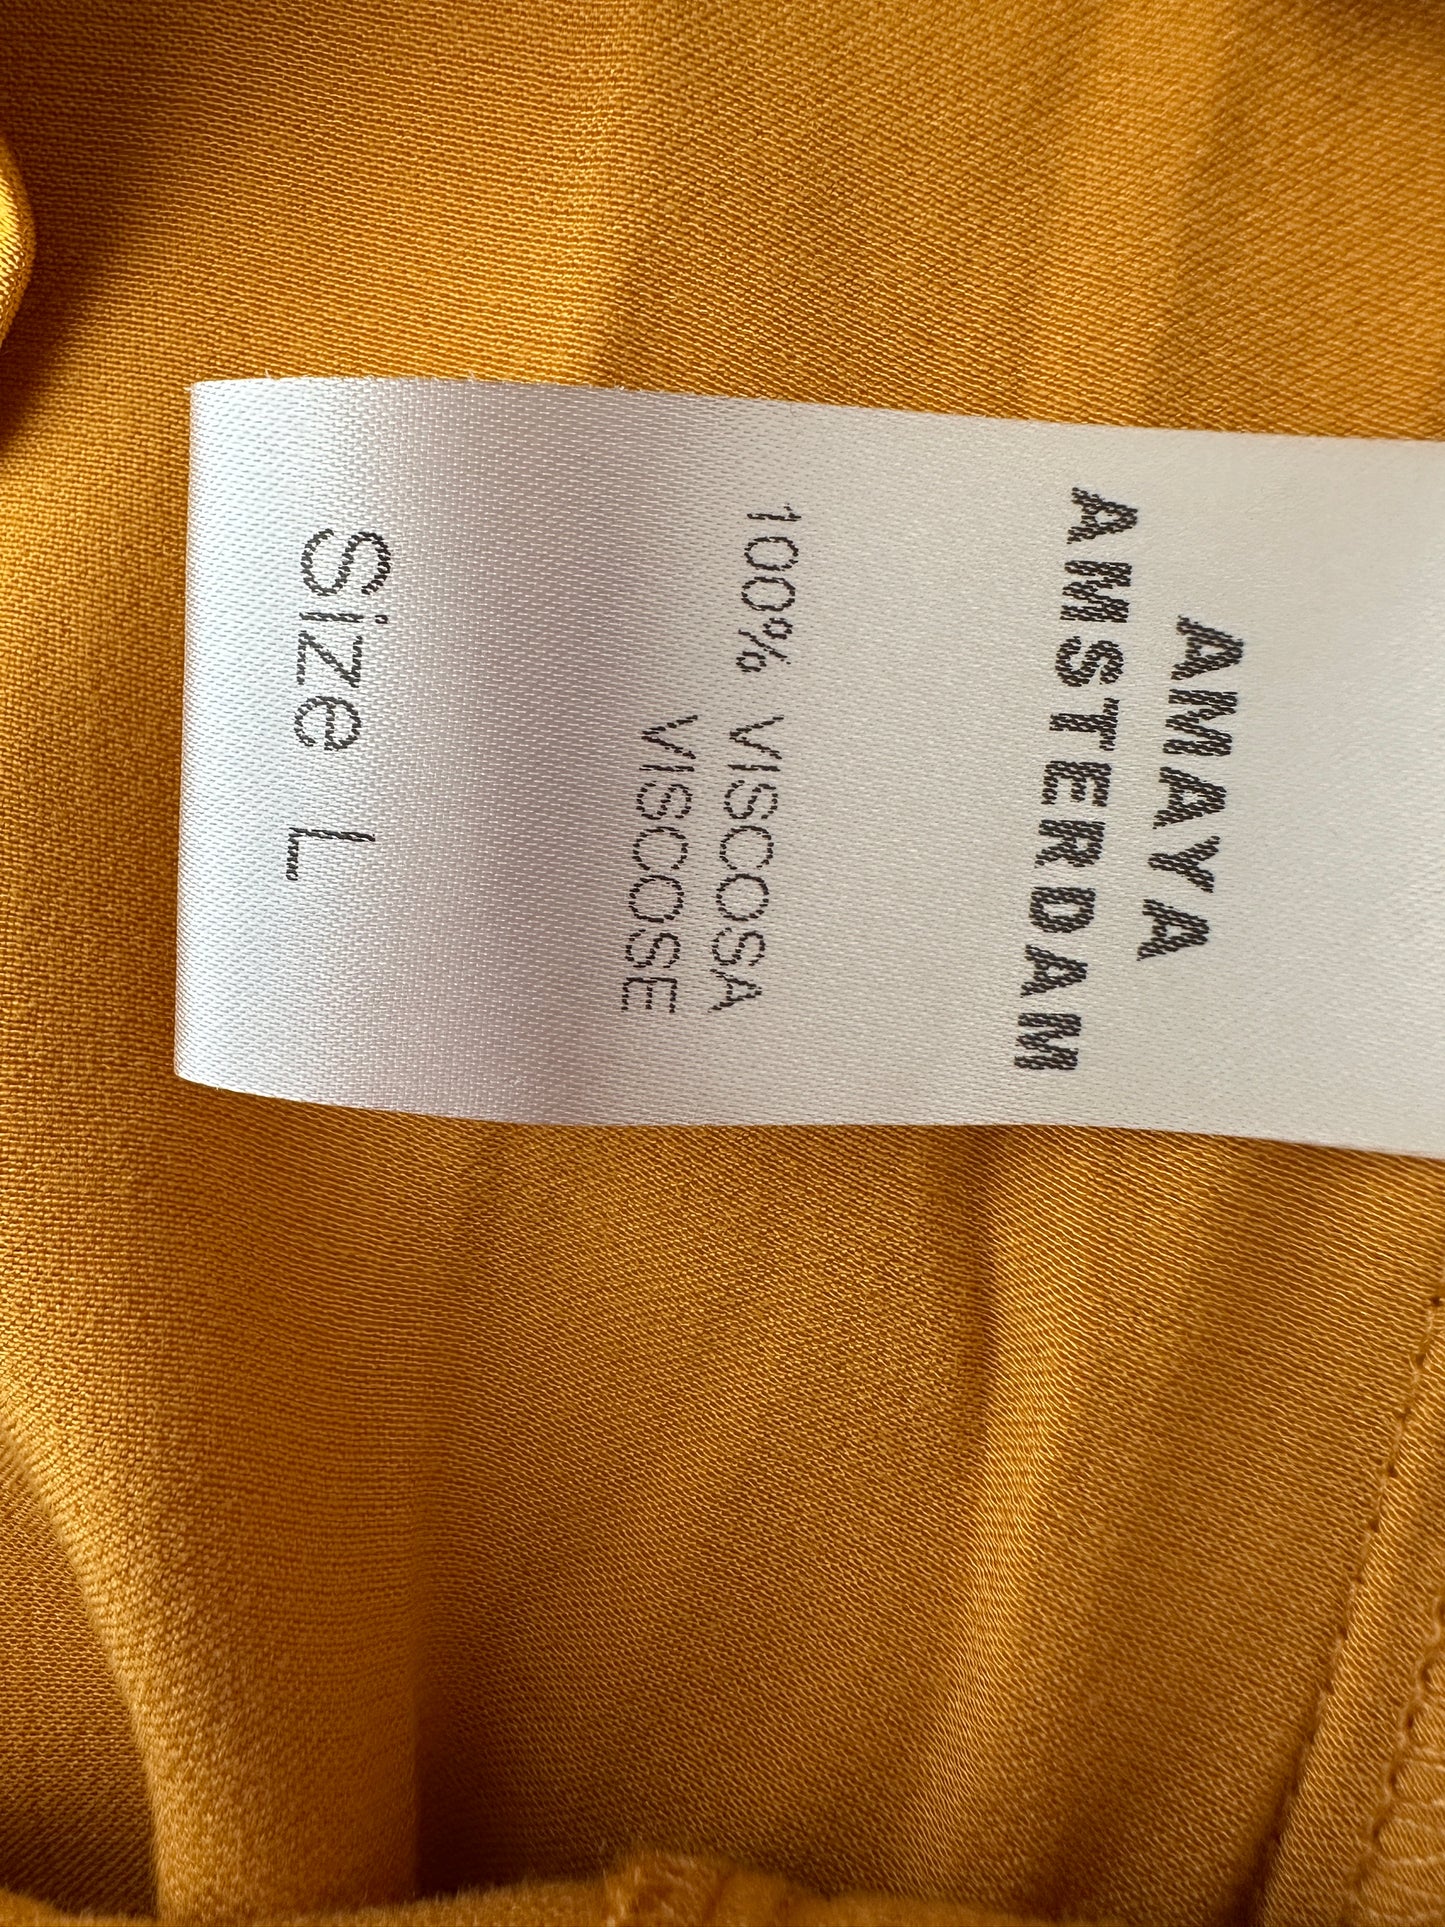 AMAYA
AMSTERDAM
100% VISCOSA
VISCOSE
Size L